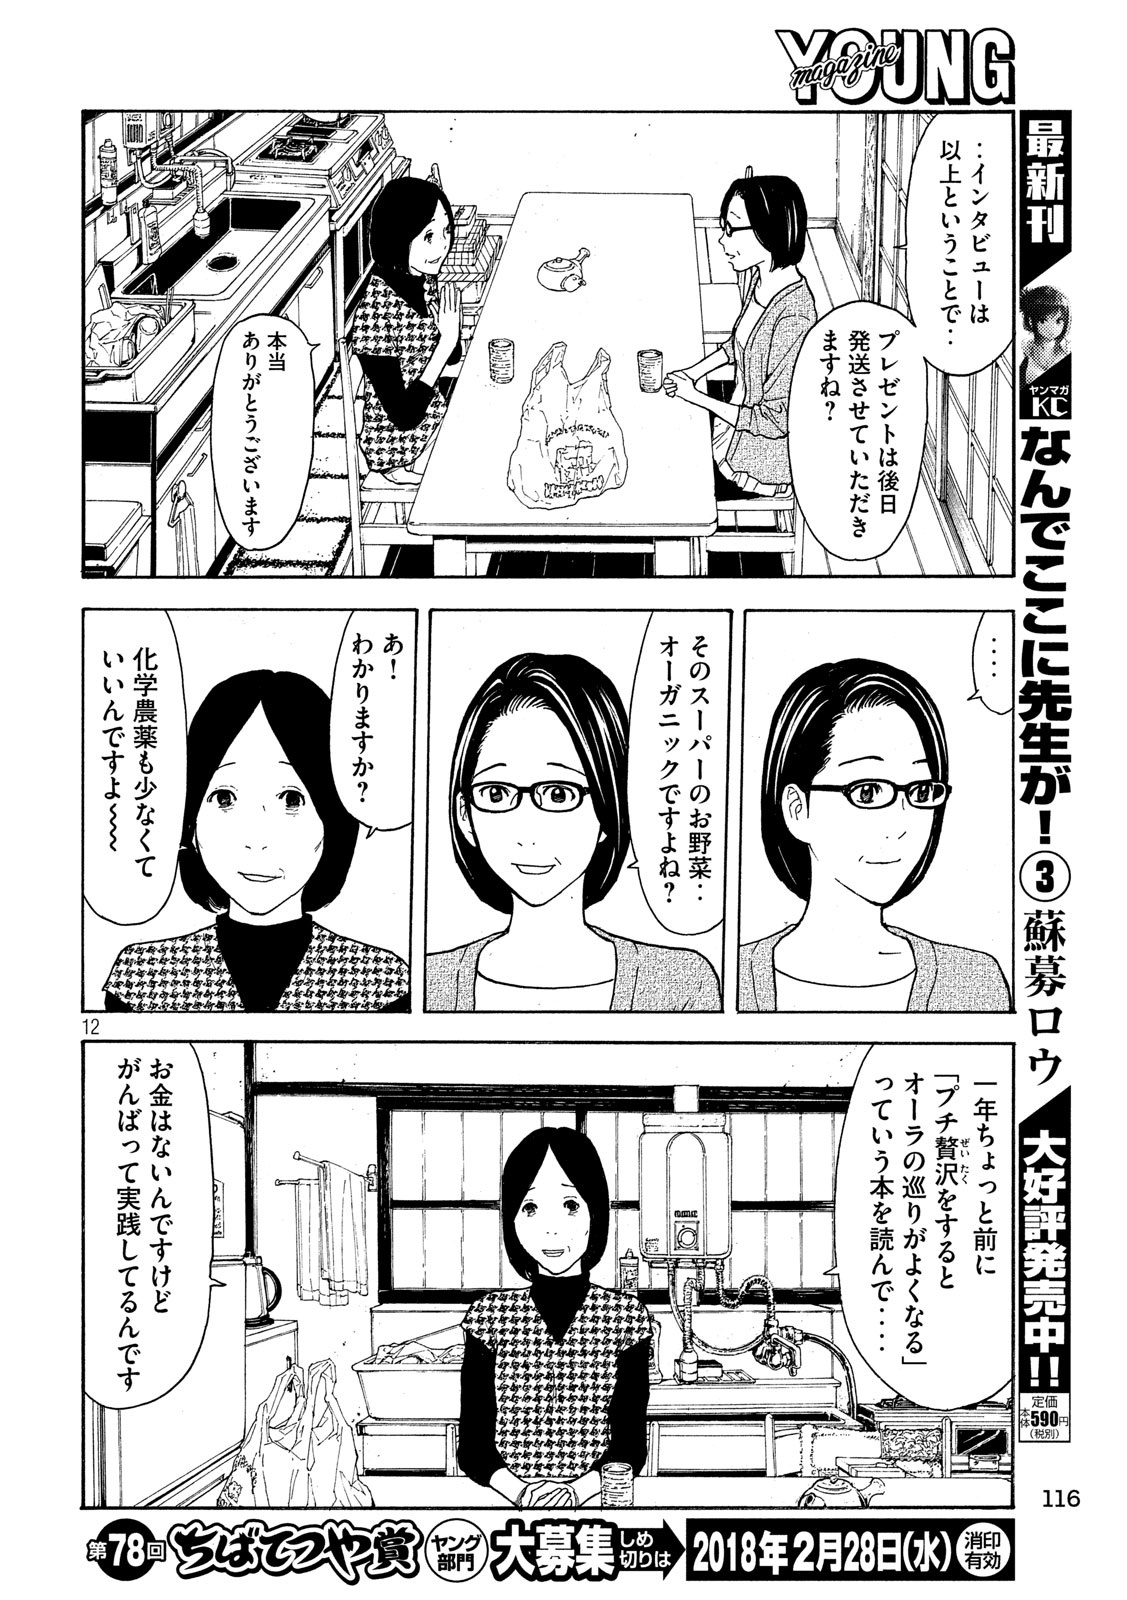 YOUNG
magazine
‥インタビューは
以上ということで‥
プレゼントは後日
発送させていただき
ますね？
本当
ありがとうございます
‥‥
そのスーパーのお野菜‥
オーガニックですよね？
あ！
わかりますか？
化学農薬も少なくて
いいんですよ～～
12
一年ちょっと前に
「プチ贅沢をすると
ぜいたく
オーラの巡りがよくなる」
っていう本を読んで‥‥
お金はないんですけど
がんばって実践してるんです
最新刊
ヤンマガ
KC
なんでここに先生が！③
蘇募ロウ
大好評発売中!!
定価
本体590円
(税別)
116
第78回 ちばてつや賞 ヤング部門 大募集 しめ切りは 2018年2月28日(水) 消印有効